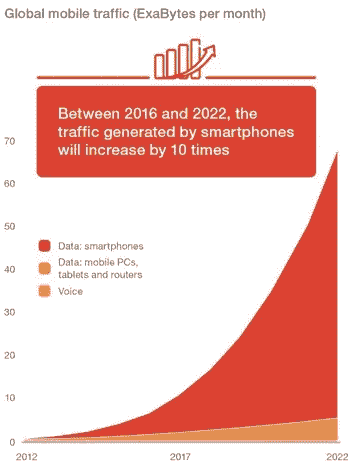 Global mobile traffic (ExaBytes per month)
Between 2016 and 2022, the
traffic generated by smartphones
will increase by 10 times
70
60
50
40
30
20
10
0
Data: smartphones
Data: mobile PCs,
tablets and routers
Voice
2012
2017
2022